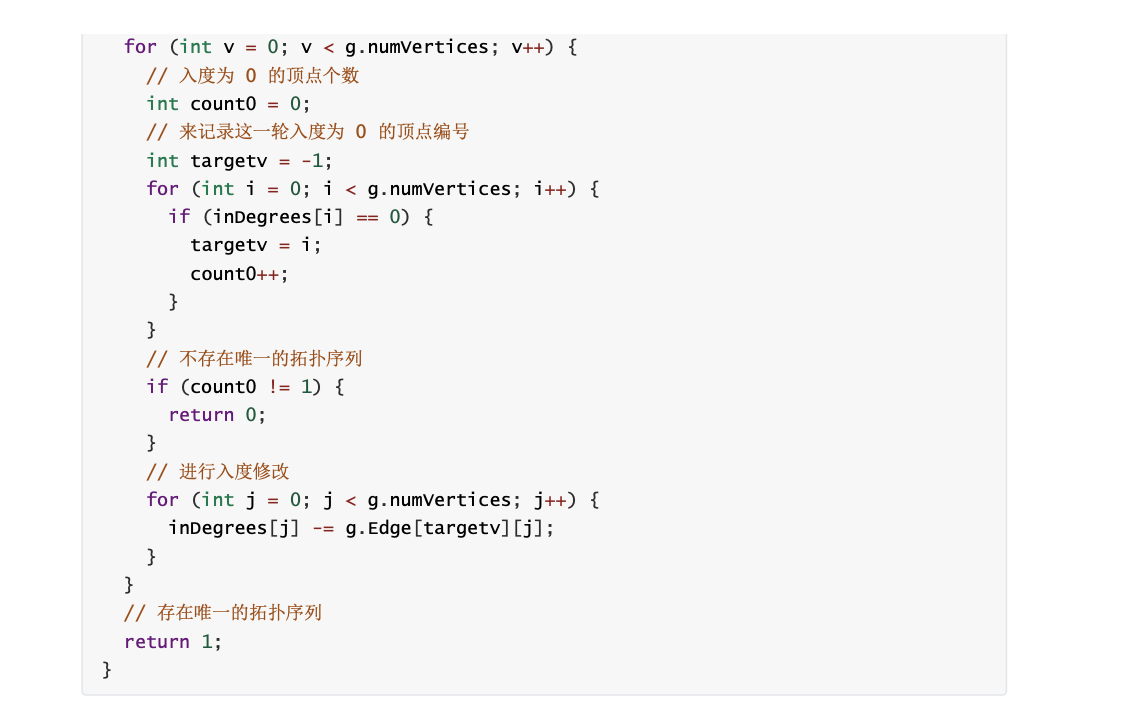 for (int v = 0; v < g.numVertices; v++) {
// 入度为 0 的顶点个数
int count0 = 0;
// 来记录这一轮入度为 0 的顶点编号
int targetv = -1;
for (int i = 0; i < g.numVertices; i++) {
if (inDegrees[i] == 0) {
targetv = i;
count0++;
}
}
// 不存在唯一的拓扑序列
if (count0 != 1) {
return 0;
}
// 进行入度修改
for (int j = 0; j < g.numVertices; j++) {
inDegrees[j] -= g.Edge[targetv][j];
}
}
// 存在唯一的拓扑序列
return 1;
}